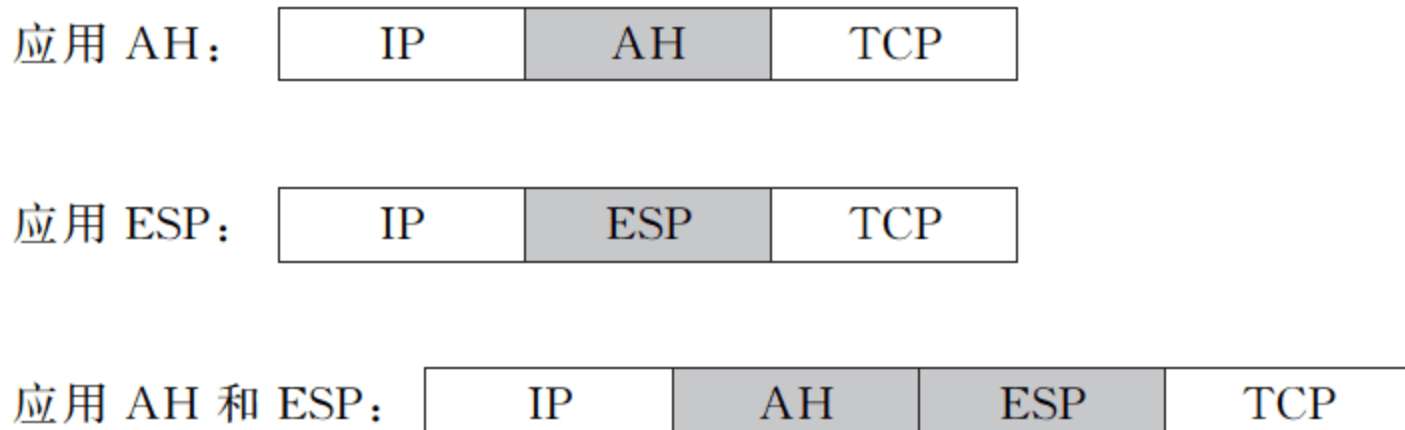 应用 AH： IP AH TCP
应用 ESP： IP ESP TCP
应用 AH 和 ESP： IP AH ESP TCP